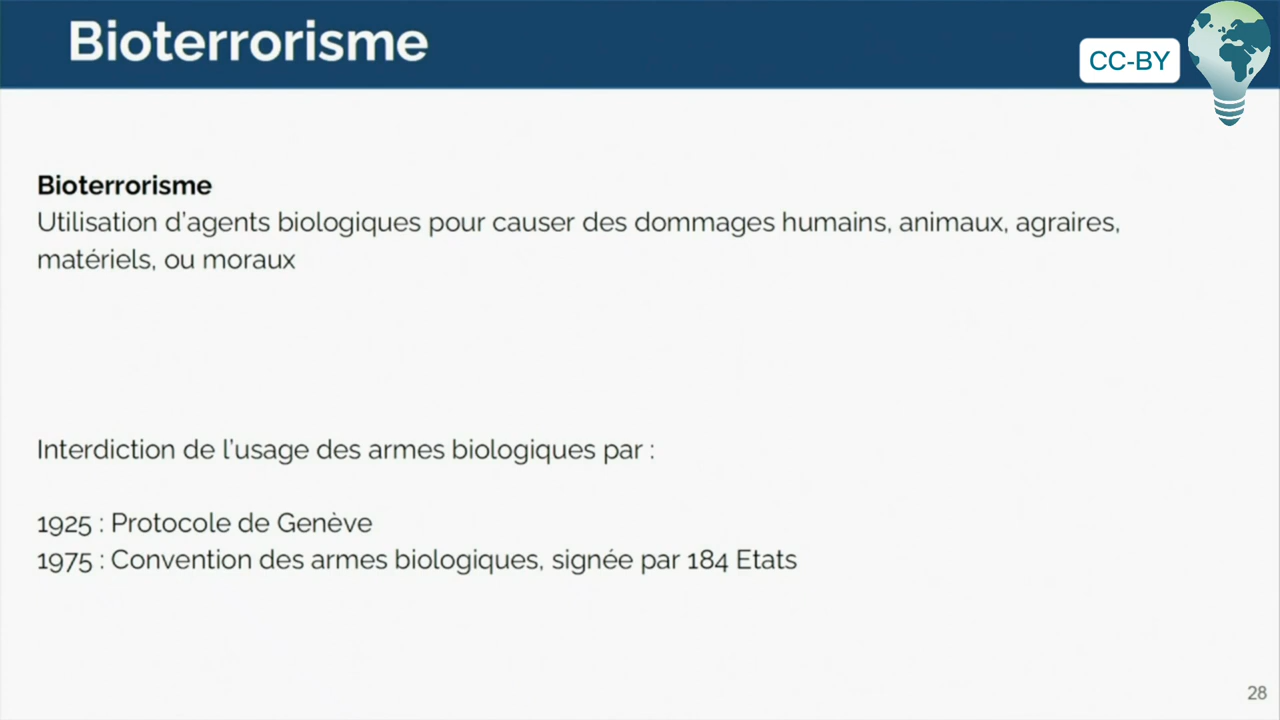 Bioterrorisme
CC-BY
Bioterrorisme
Utilisation d'agents biologiques pour causer des dommages humains, animaux, agraires,
matériels, ou moraux
Interdiction de l'usage des armes biologiques par :
1925 : Protocole de Genève
1975 : Convention des armes biologiques, signée par 184 Etats
28